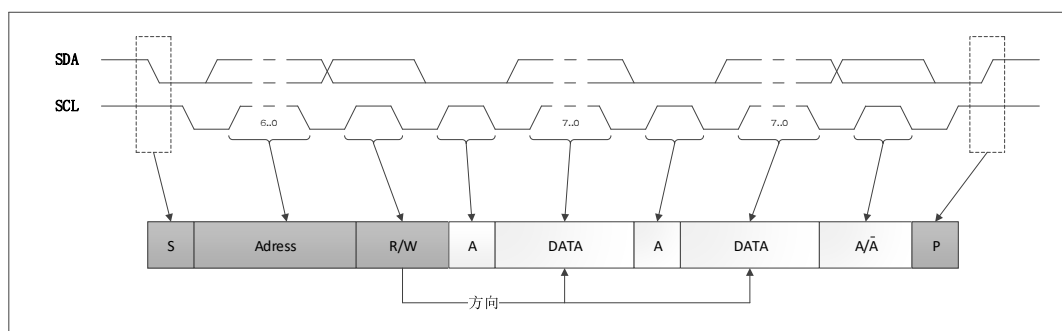 SDA
SCL
6..0 7..0 7..0
S Adress R/W A DATA A DATA A/Ā P
方向